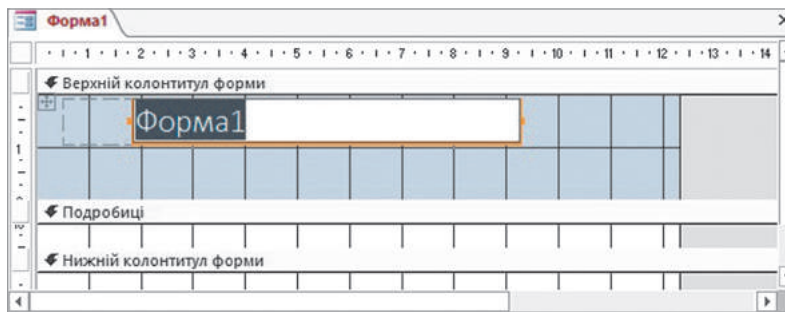 Форма1
1 2 3 4 5 6 7 8 9 10 11 12 13 14
Верхній колонтитул форми
Форма1
1
Подробиці
Нижній колонтитул форми